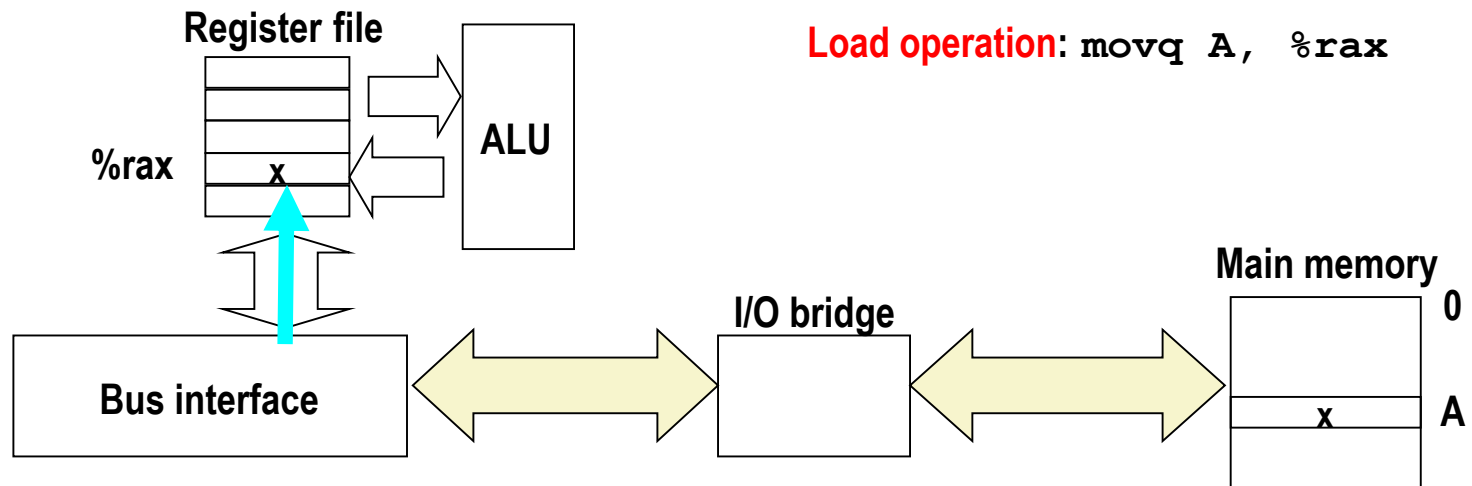 Register file
Load operation: movq A, %rax
ALU
%rax
x
Main memory
0
I/O bridge
Bus interface
x
A